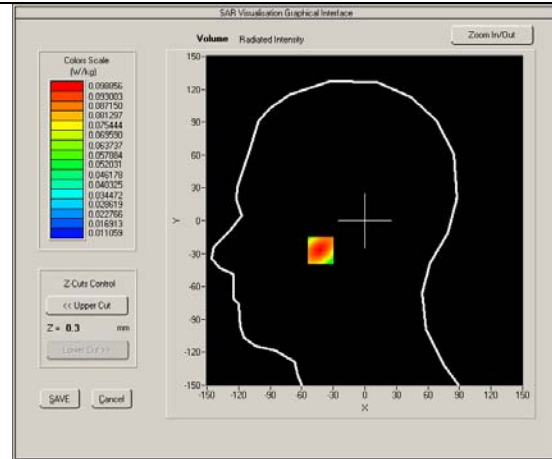 SAR Visualisation Graphical Interface
Volume Radiated Intensity
Zoom In/Out
Colors Scale
(W/kg)
0.098856
0.093003
0.087150
0.081297
0.075444
0.069590
0.063737
0.057884
0.052031
0.046178
0.040325
0.034472
0.028619
0.022766
0.016913
0.011059
Z-Cuts Control
<< Upper Cut
Z = 0.3 mm
Lower Cut >>
SAVE Cancel
150
120
90
60
30
0
-30
-60
-90
-120
-150
Y
-150 -120 -90 -60 -30 0 30 60 90 120 150
X